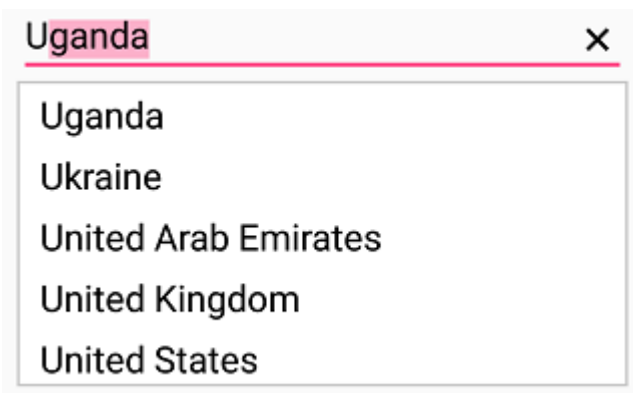 Uganda
Uganda
Ukraine
United Arab Emirates
United Kingdom
United States